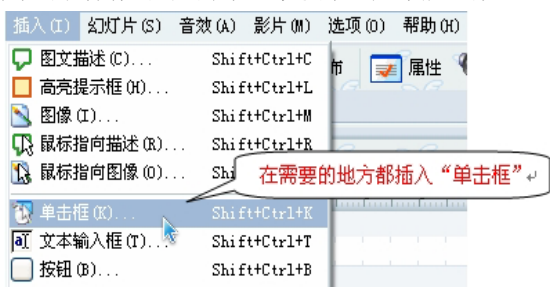 插入(I) 幻灯片(S) 音效(A) 影片(M) 选项(O) 帮助(H)
图文描述(C)... Shift+Ctrl+C
高亮提示框(H)... Shift+Ctrl+L
布 属性
图像(I)... Shift+Ctrl+M
鼠标指向描述(R)... Shift+Ctrl+R
鼠标指向图像(O)... Shi
在需要的地方都插入“单击框”↵
单击框(K)... Shift+Ctrl+K
文本输入框(T)... Shift+Ctrl+T
按钮(B)... Shift+Ctrl+B